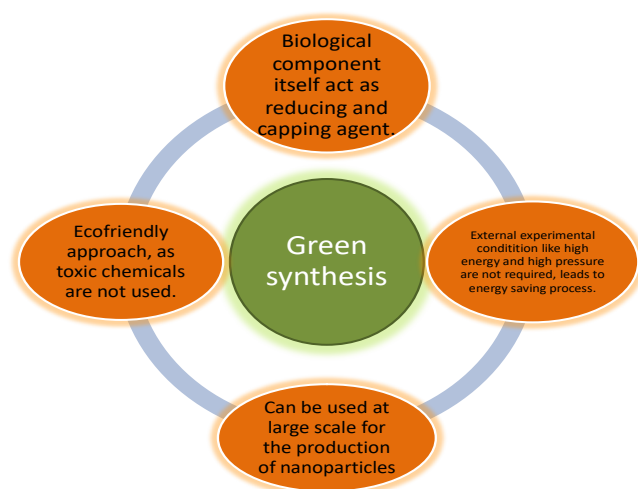 Biological
component
itself act as
reducing and
capping agent.
Ecofriendly
approach, as
toxic chemicals
are not used.
Green
synthesis
External experimental
conditition like high
energy and high pressure
are not required, leads to
energy saving process.
Can be used at
large scale for
the production
of nanoparticles